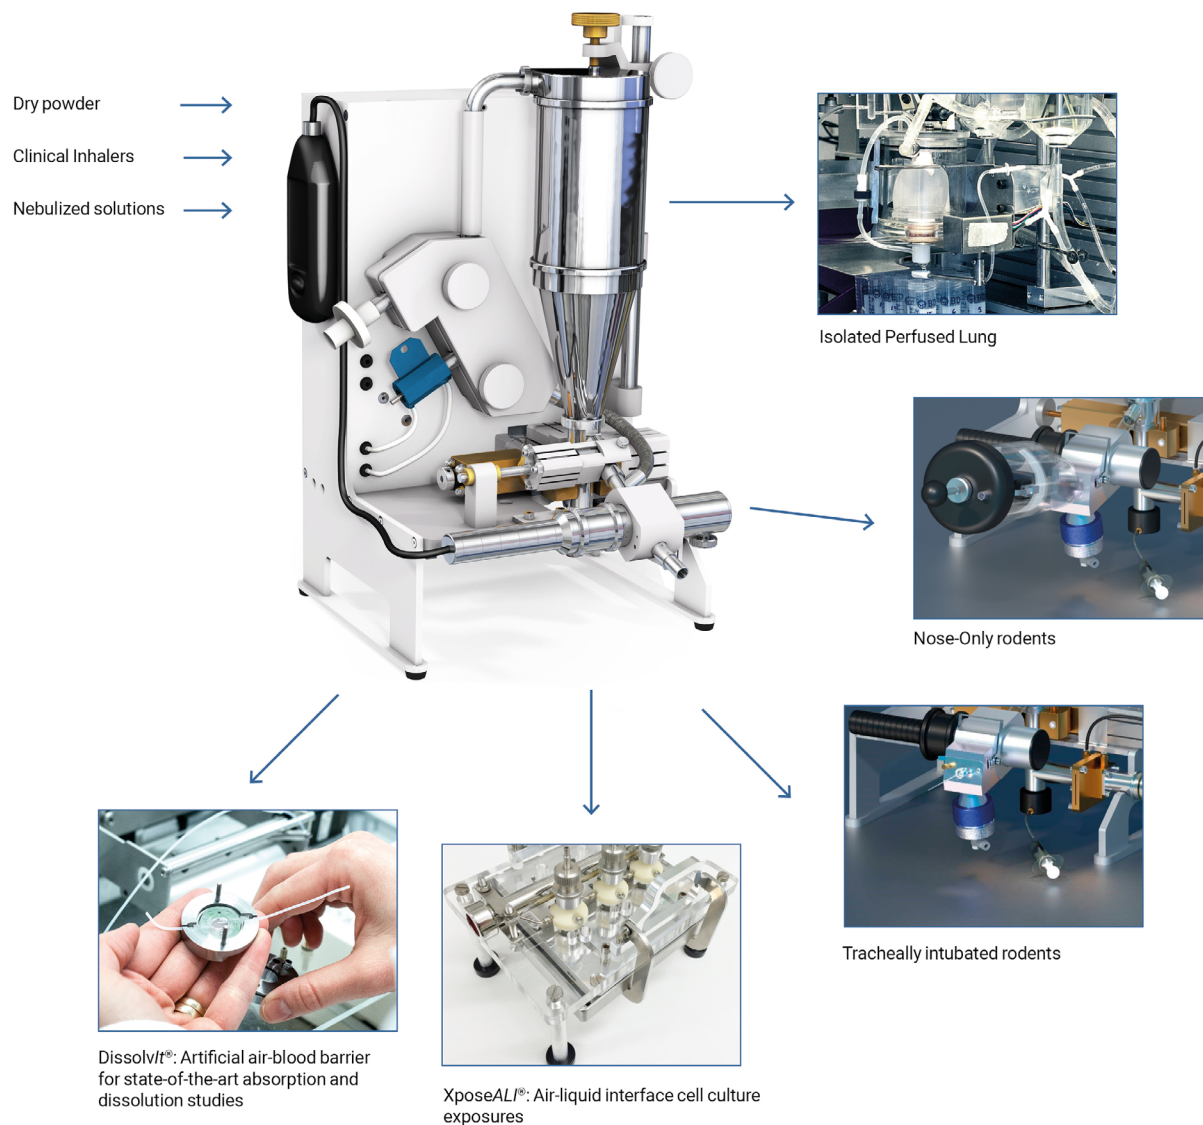 Dry powder
Clinical Inhalers
Nebulized solutions
Isolated Perfused Lung
Nose-Only rodents
Tracheally intubated rodents
DissolvIt®: Artificial air-blood barrier
for state-of-the-art absorption and
dissolution studies
XposeALI®: Air-liquid interface cell culture
exposures